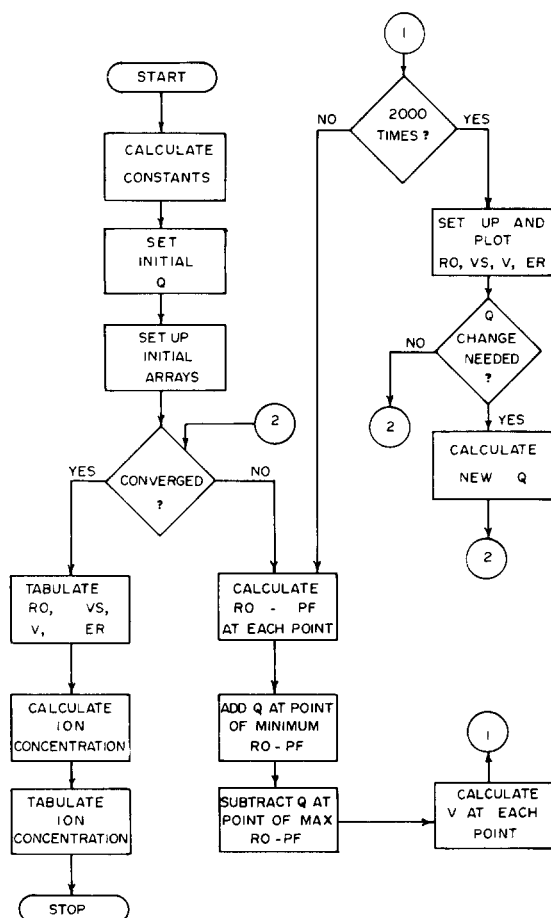 START
CALCULATE
CONSTANTS
SET
INITIAL
Q
SET UP
INITIAL
ARRAYS
2
YES
CONVERGED
?
NO
TABULATE
RO, VS,
V, ER
CALCULATE
ION
CONCENTRATION
TABULATE
ION
CONCENTRATION
STOP
CALCULATE
RO - PF
AT EACH POINT
ADD Q AT POINT
OF MINIMUM
RO - PF
SUBTRACT Q AT
POINT OF MAX
RO - PF
CALCULATE
V AT EACH
POINT
1
1
NO
2000
TIMES ?
YES
SET UP AND
PLOT
RO, VS, V, ER
NO
Q
CHANGE
NEEDED
?
2
YES
CALCULATE
NEW Q
2